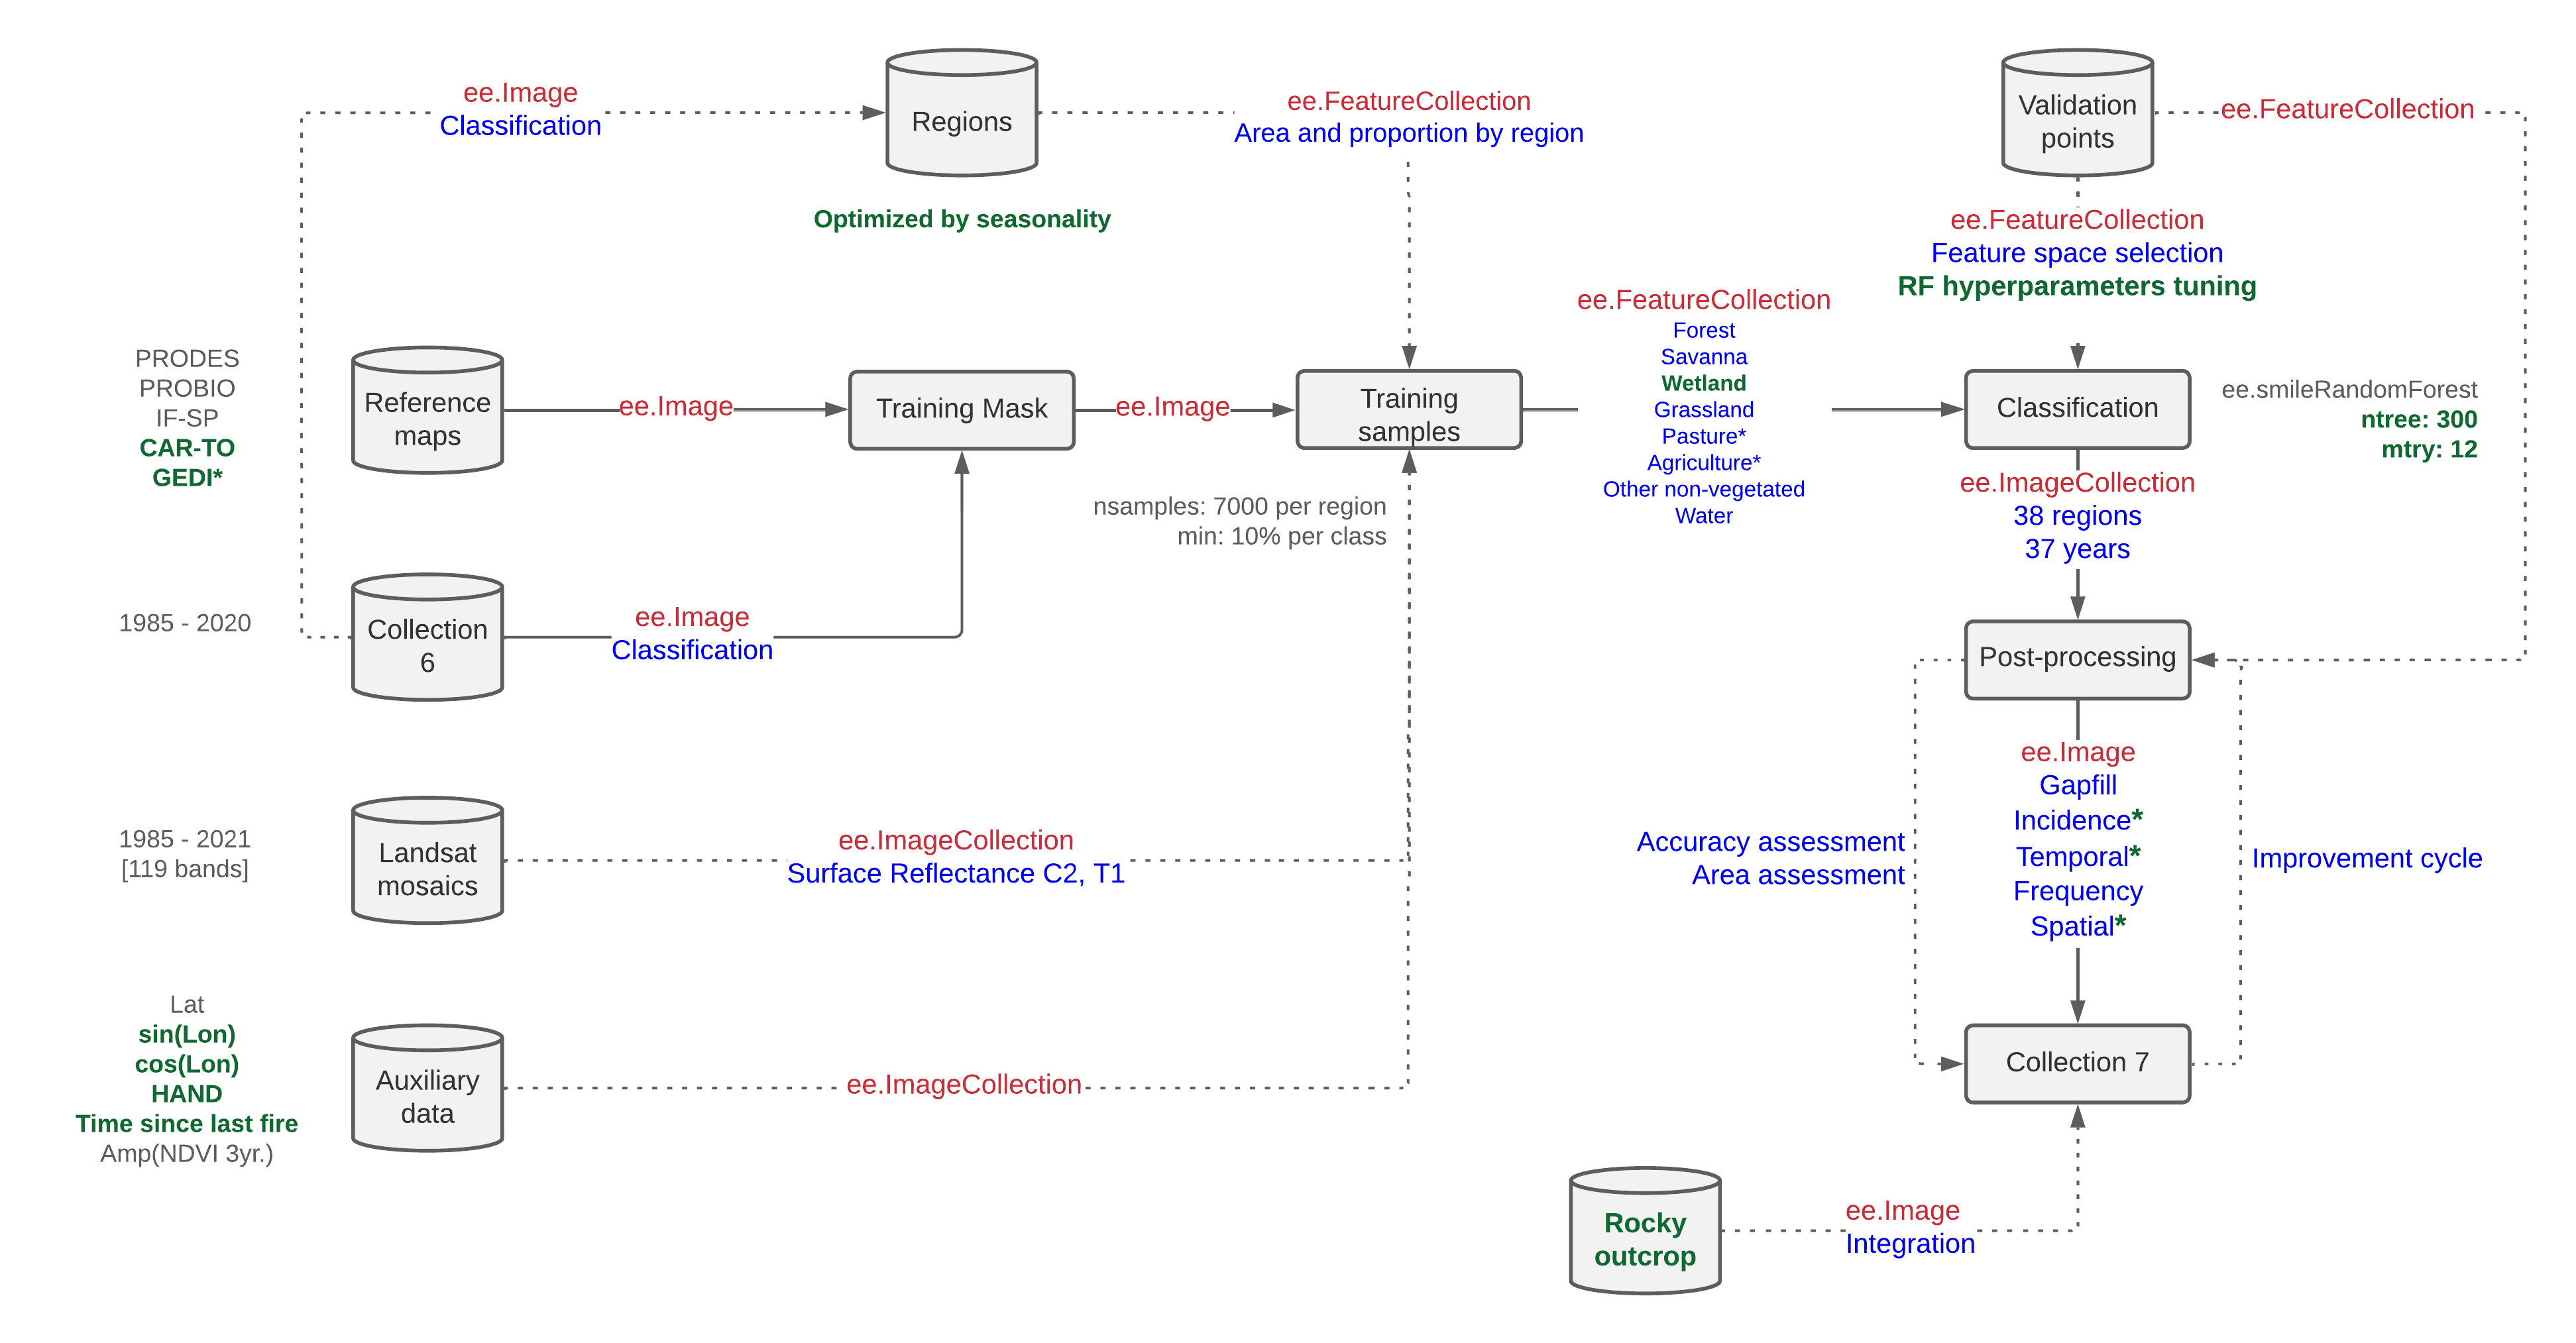 ee.Image
Classification
Regions
Optimized by seasonality
ee.FeatureCollection
Area and proportion by region
Validation
points
ee.FeatureCollection
ee.FeatureCollection
Feature space selection
RF hyperparameters tuning
PRODES
PROBIO
IF-SP
CAR-TO
GEDI*
Reference
maps
ee.Image
Training Mask
ee.Image
Training
samples
nsamples: 7000 per region
min: 10% per class
ee.FeatureCollection
Forest
Savanna
Wetland
Grassland
Pasture*
Agriculture*
Other non-vegetated
Water
Classification
ee.smileRandomForest
ntree: 300
mtry: 12
ee.ImageCollection
38 regions
37 years
1985 - 2020
Collection
6
ee.Image
Classification
Post-processing
1985 - 2021
[119 bands]
Landsat
mosaics
ee.ImageCollection
Surface Reflectance C2, T1
Accuracy assessment
Area assessment
ee.Image
Gapfill
Incidence*
Temporal*
Frequency
Spatial*
Improvement cycle
Lat
sin(Lon)
cos(Lon)
HAND
Time since last fire
Amp(NDVI 3yr.)
Auxiliary
data
ee.ImageCollection
Collection 7
Rocky
outcrop
ee.Image
Integration